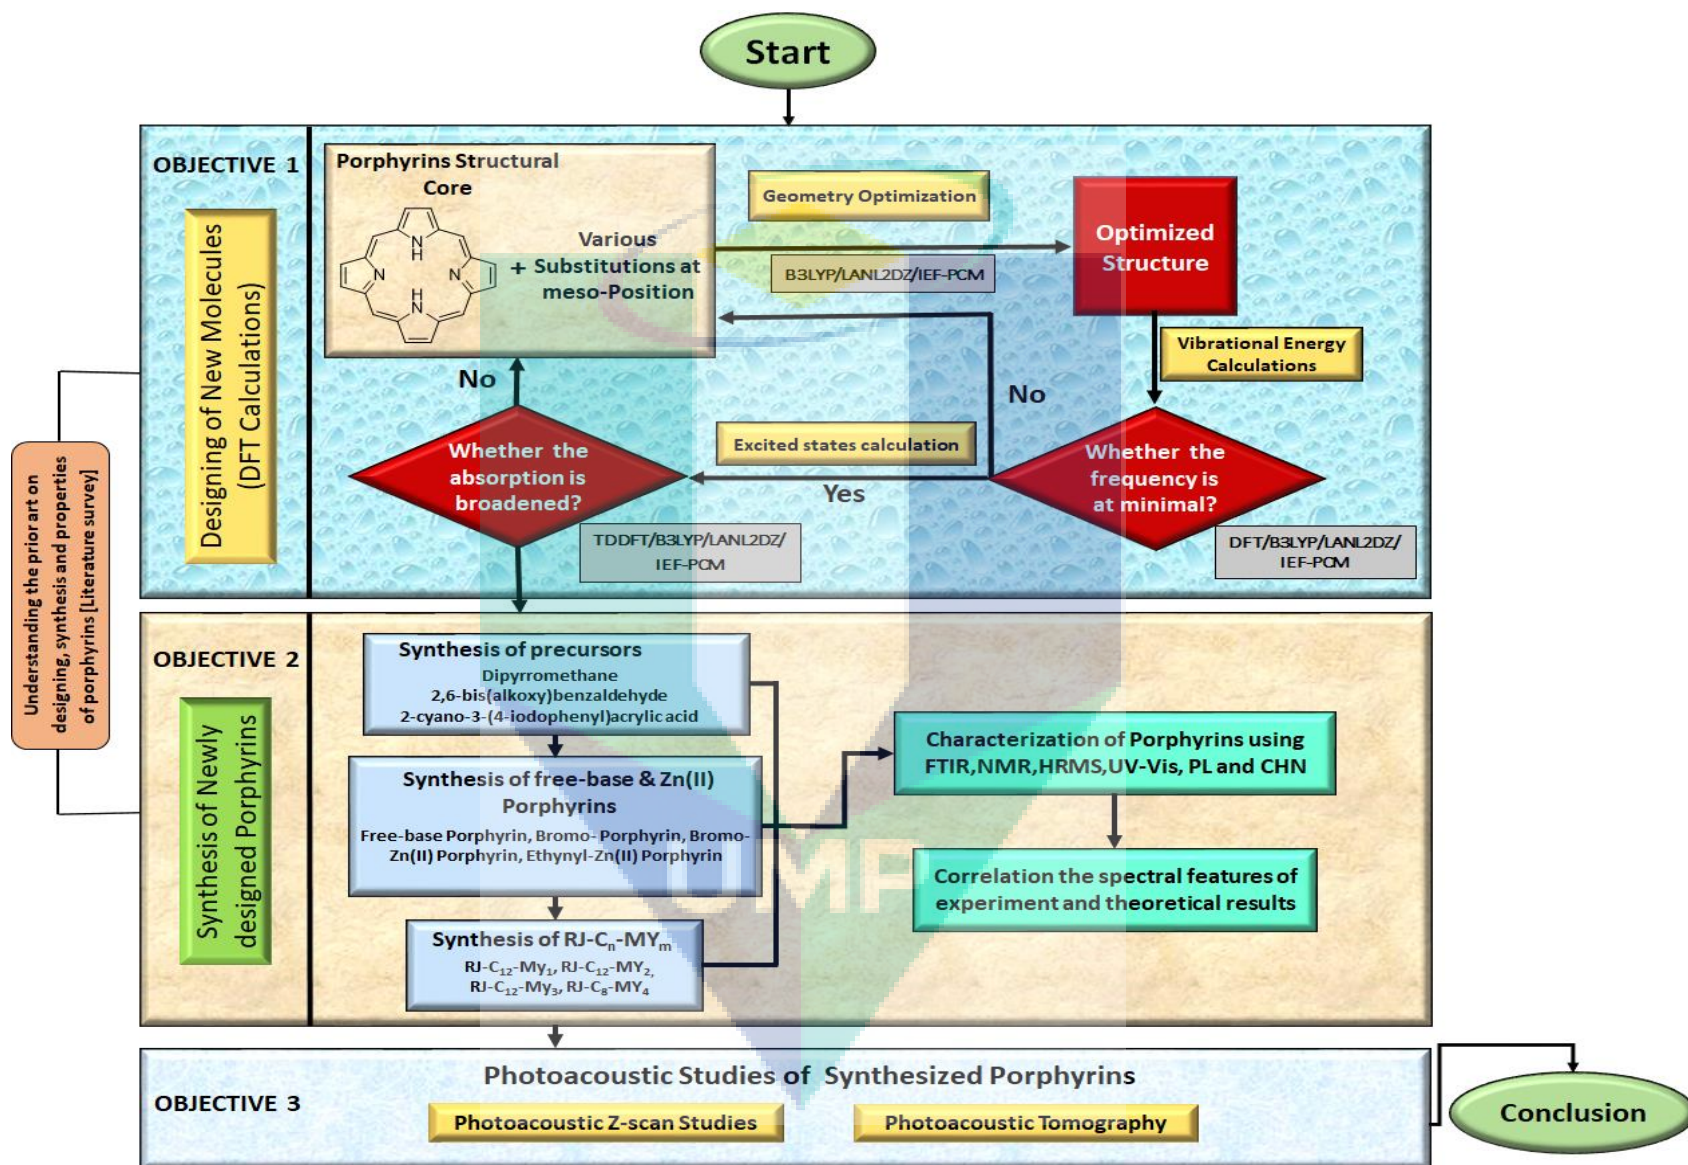 Start
OBJECTIVE 1
Designing of New Molecules
(DFT Calculations)
Porphyrins Structural
Core
N
H
N
N
H
N
+
Various
Substitutions at
meso-Position
Geometry Optimization
B3LYP/LANL2DZ/IEF-PCM
Optimized
Structure
Vibrational Energy
Calculations
No
No
Whether the
absorption is
broadened?
Excited states calculation
Yes
Whether the
frequency is
at minimal?
TDDFT/B3LYP/LANL2DZ/
IEF-PCM
DFT/B3LYP/LANL2DZ/
IEF-PCM
Understanding the prior art on
designing, synthesis and properties
of porphyrins [Literature survey]
OBJECTIVE 2
Synthesis of Newly
designed Porphyrins
Synthesis of precursors
Dipyrromethane
2,6-bis(alkoxy)benzaldehyde
2-cyano-3-(4-iodophenyl)acrylic acid
Synthesis of free-base & Zn(II)
Porphyrins
Free-base Porphyrin, Bromo- Porphyrin, Bromo-
Zn(II) Porphyrin, Ethynyl-Zn(II) Porphyrin
Synthesis of RJ-Cn-MYm
RJ-C12-My1, RJ-C12-MY2,
RJ-C12-My3, RJ-C8-MY4
Characterization of Porphyrins using
FTIR,NMR,HRMS,UV-Vis, PL and CHN
Correlation the spectral features of
experiment and theoretical results
UMP
OBJECTIVE 3
Photoacoustic Studies of Synthesized Porphyrins
Photoacoustic Z-scan Studies
Photoacoustic Tomography
Conclusion